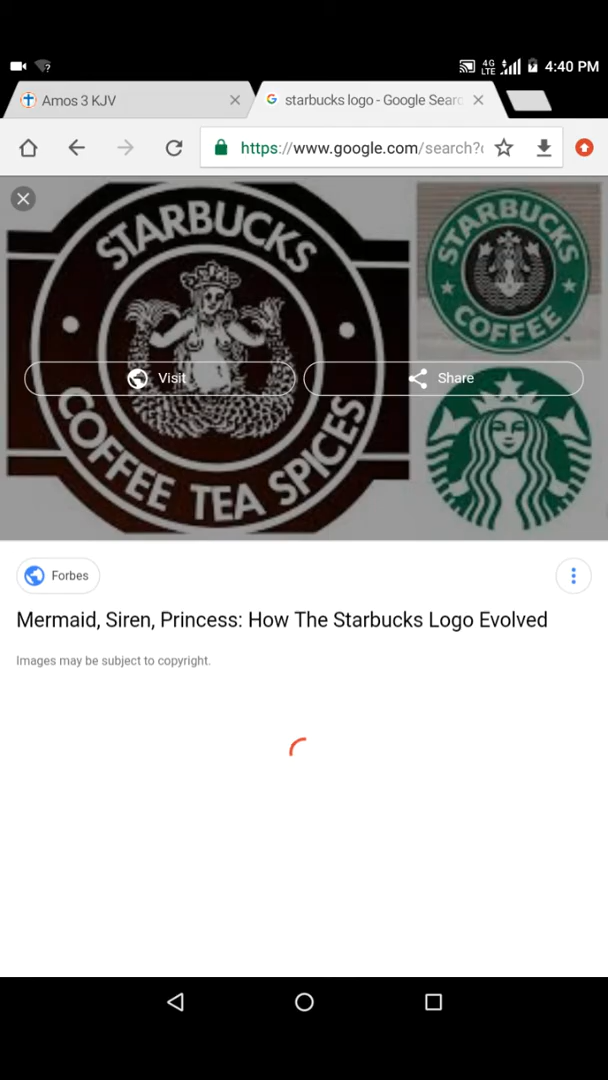 4G
LTE
4:40 PM
Amos 3 KJV
starbucks logo - Google Searc
https://www.google.com/search?c
STARBUCKS
COFFEE TEA SPICES
STARBUCKS
COFFEE
Visit
Share
Forbes
Mermaid, Siren, Princess: How The Starbucks Logo Evolved
Images may be subject to copyright.